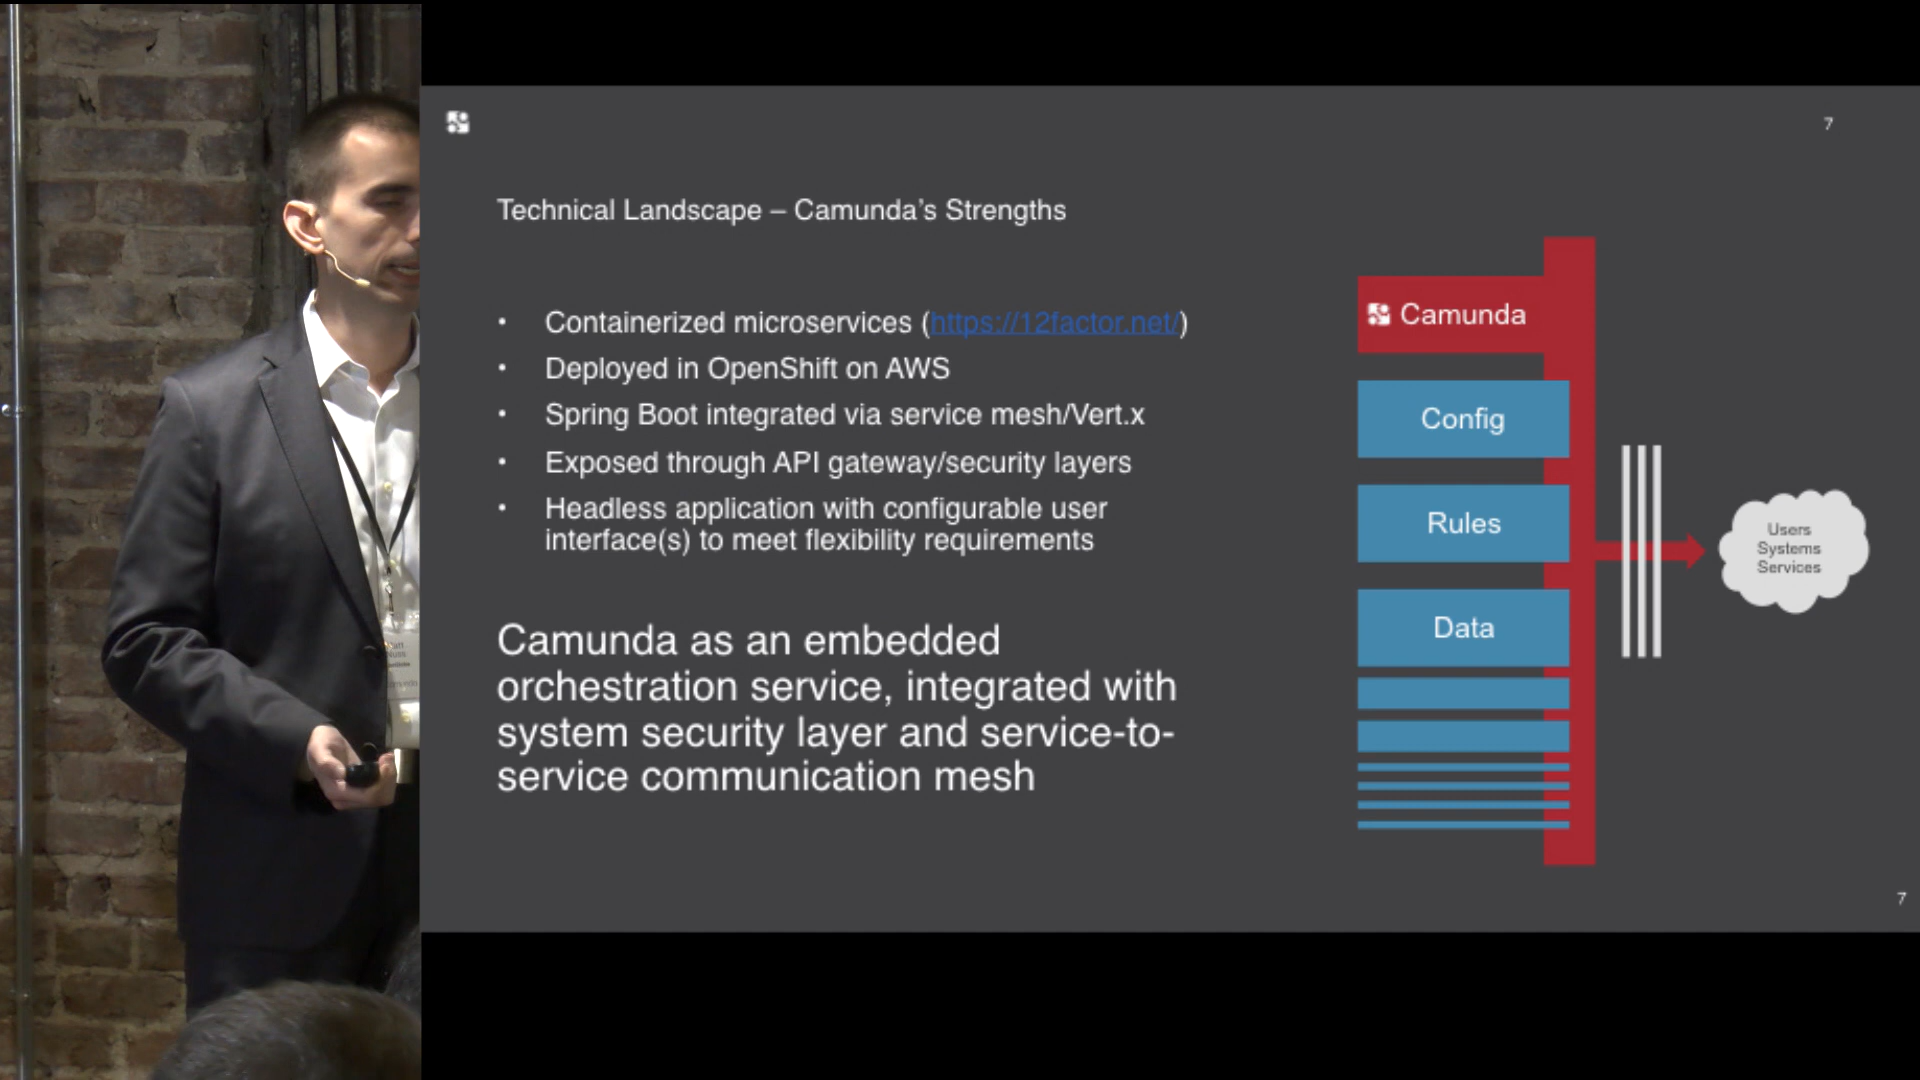 7
Technical Landscape – Camunda's Strengths
• Containerized microservices (https://12factor.net/)
• Deployed in OpenShift on AWS
• Spring Boot integrated via service mesh/Vert.x
• Exposed through API gateway/security layers
• Headless application with configurable user
interface(s) to meet flexibility requirements
Camunda as an embedded
orchestration service, integrated with
system security layer and service-to-
service communication mesh
Camunda
Config
Rules
Data
Users
Systems
Services
7